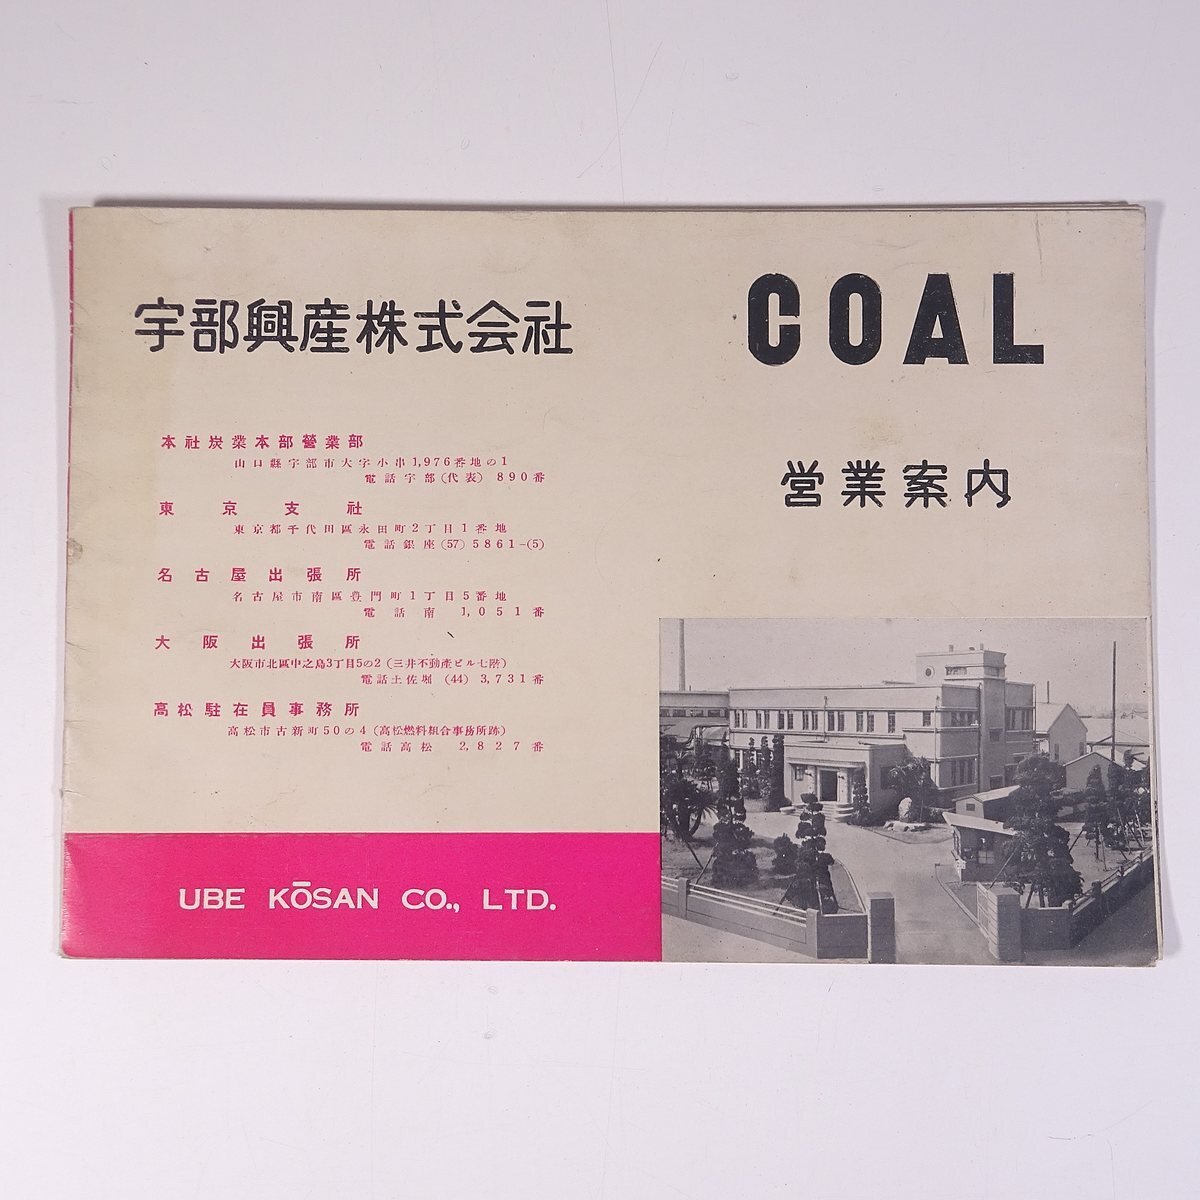 宇部興産株式会社
COAL
営業案内
本社炭業本部營業部
山口縣宇部市大字小串1,976番地の1
電話宇部(代表) 890番
東京支社
東京都千代田區永田町2丁目1番地
電話銀座(57)5861-(5)
名古屋出張所
名古屋市南區豊門町1丁目5番地
電話南 1,051番
大阪出張所
大阪市北區中之島3丁目5の2(三井不動産ビル七階)
電話土佐堀 (44) 3,731番
高松駐在員事務所
高松市古新町50の4(高松燃料組合事務所跡)
電話高松 2,827番
UBE KŌSAN CO., LTD.